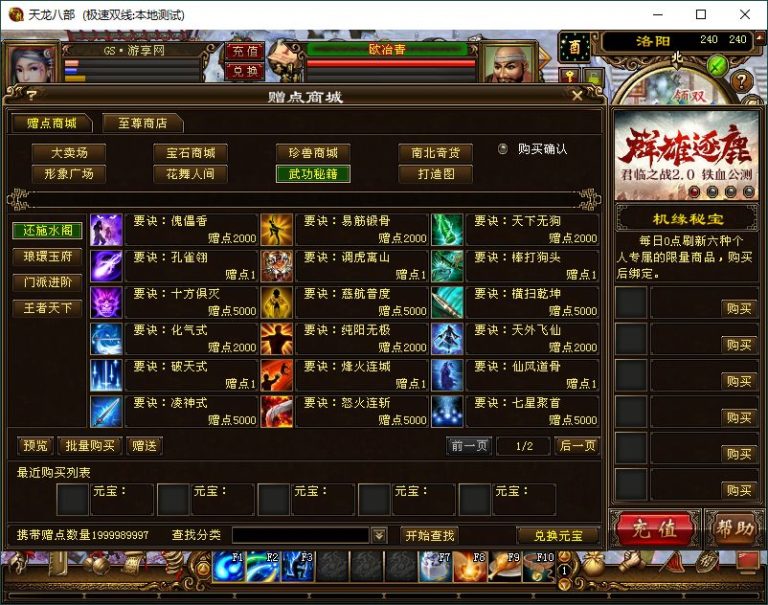 天龙八部 (极速双线:本地测试)
GS·游享网
充值
兑换
欧冶青
酉
洛阳 240 240
北
赠点商城
领双
赠点商城 至尊商店
大卖场 宝石商城 珍兽商城 南北奇货 购买确认
形象广场 花舞人间 武功秘籍 打造图
群雄逐鹿
君临之战2.0 铁血公测
机缘秘宝
每日0点刷新六种个
人专属的限量商品，购买
后绑定。
还施水阁
琅环玉府
门派进阶
王者天下
要诀：傀儡香 要诀：易筋锻骨 要诀：天下无狗
赠点2000 赠点2000 赠点2000
要诀：孔雀翎 要诀：调虎离山 要诀：棒打狗头
赠点1 赠点1 赠点1
要诀：十方俱灭 要诀：慈航普度 要诀：横扫乾坤
赠点5000 赠点5000 赠点5000
要诀：化气式 要诀：纯阳无极 要诀：天外飞仙
赠点2000 赠点2000 赠点2000
要诀：破天式 要诀：烽火连城 要诀：仙风道骨
赠点1 赠点1 赠点1
要诀：凌神式 要诀：怒火连斩 要诀：七星聚首
赠点5000 赠点5000 赠点5000
购买
购买
购买
购买
购买
购买
预览 批量购买 赠送 前一页 1/2 后一页
最近购买列表
元宝： 元宝： 元宝： 元宝： 元宝：
携带赠点数量1999989997 查找分类 开始查找 兑换元宝
充值 帮助
F1 F2 F3 F7 F8 F9 F10
1